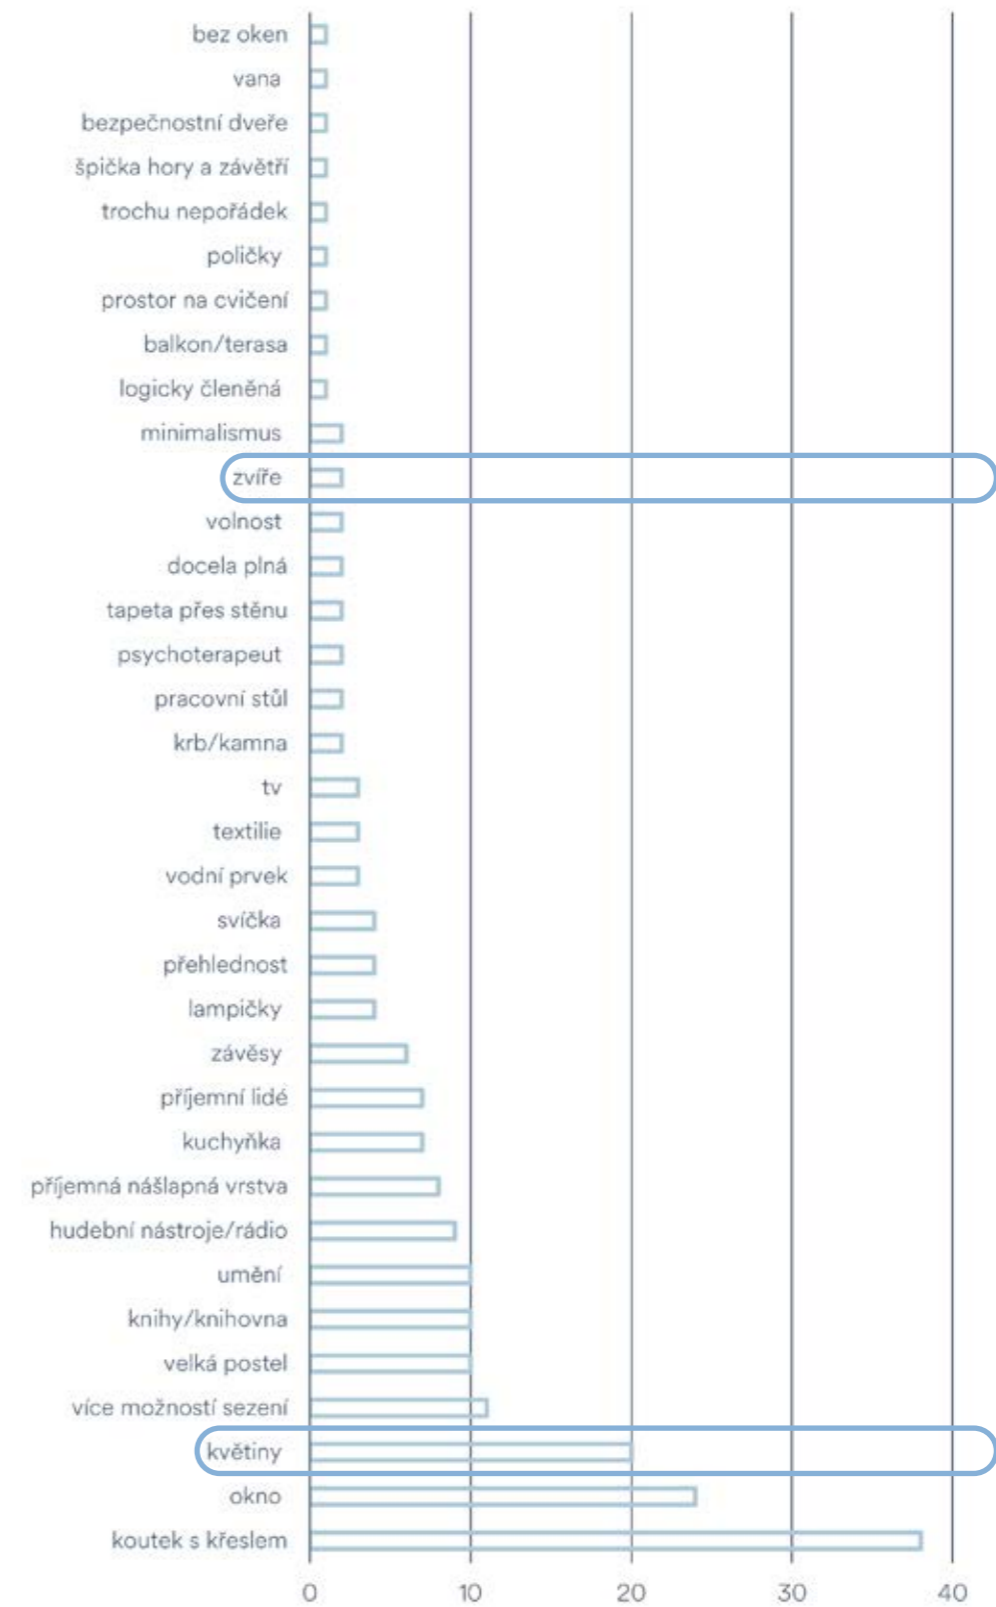 bez oken
vana
bezpečnostní dveře
špička hory a závětří
trochu nepořádek
poličky
prostor na cvičení
balkon/terasa
logicky členěná
minimalismus
zvíře
volnost
docela plná
tapeta přes stěnu
psychoterapeut
pracovní stůl
krb/kamna
tv
textilie
vodní prvek
svíčka
přehlednost
lampičky
závěsy
příjemní lidé
kuchyňka
příjemná nášlapná vrstva
hudební nástroje/rádio
umění
knihy/knihovna
velká postel
více možností sezení
květiny
okno
koutek s křeslem
0 10 20 30 40